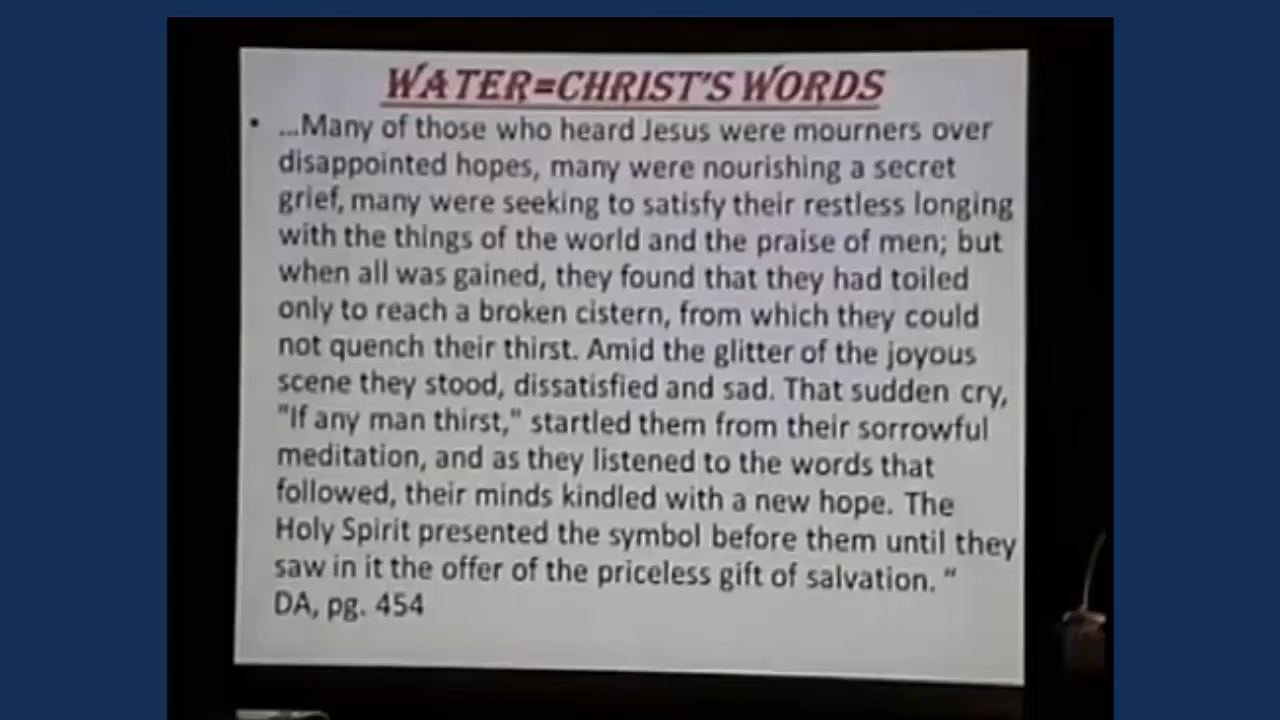 WATER=CHRIST'S WORDS
• ...Many of those who heard Jesus were mourners over
disappointed hopes, many were nourishing a secret
grief, many were seeking to satisfy their restless longing
with the things of the world and the praise of men; but
when all was gained, they found that they had toiled
only to reach a broken cistern, from which they could
not quench their thirst. Amid the glitter of the joyous
scene they stood, dissatisfied and sad. That sudden cry,
"If any man thirst," startled them from their sorrowful
meditation, and as they listened to the words that
followed, their minds kindled with a new hope. The
Holy Spirit presented the symbol before them until they
saw in it the offer of the priceless gift of salvation. "
DA, pg. 454